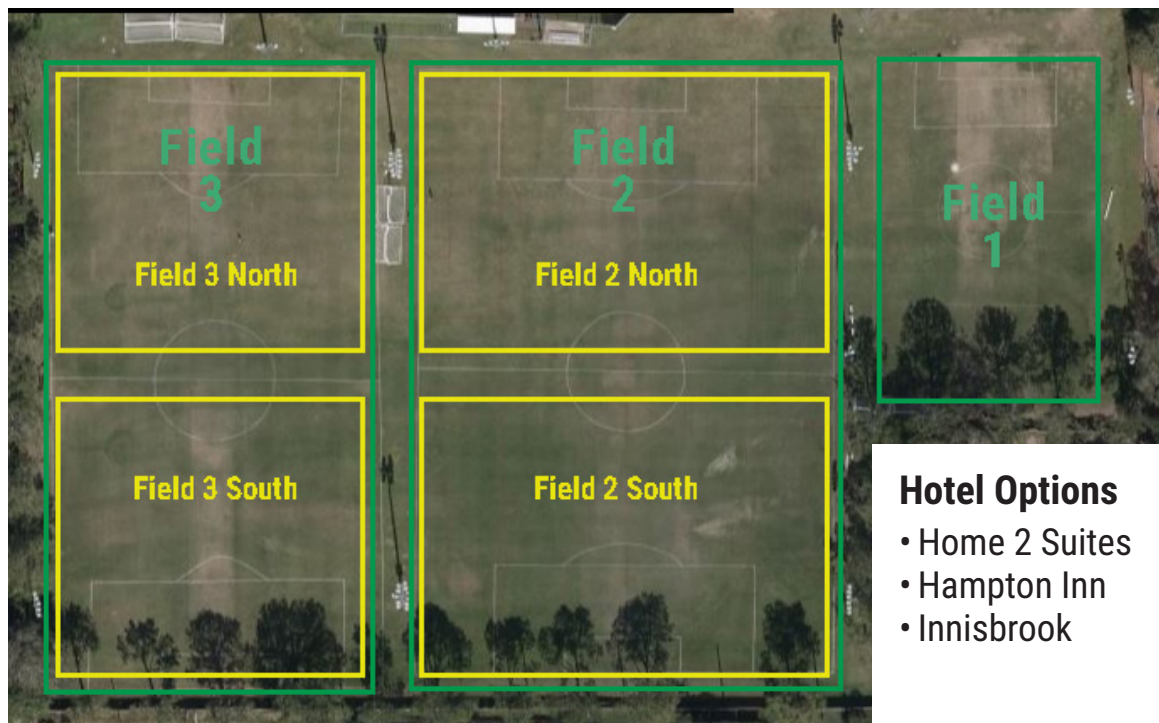 Field
3
Field 3 North
Field 3 South
Field
2
Field 2 North
Field 2 South
Field
1
Hotel Options
• Home 2 Suites
• Hampton Inn
• Innisbrook